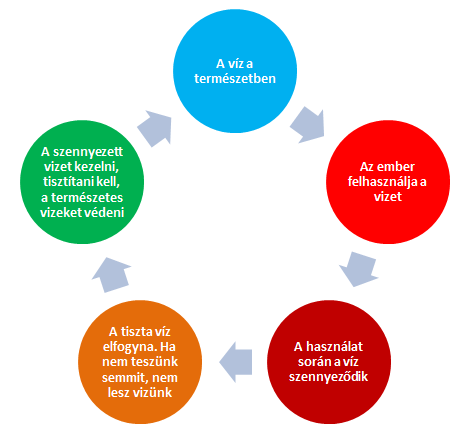 A víz a
természetben
Az ember
felhasználja a
vizet
A használat
során a víz
szennyeződik
A tiszta víz
elfogyna. Ha
nem teszünk
semmit, nem
lesz vizünk
A szennyezett
vizet kezelni,
tisztítani kell,
a természetes
vizeket védeni